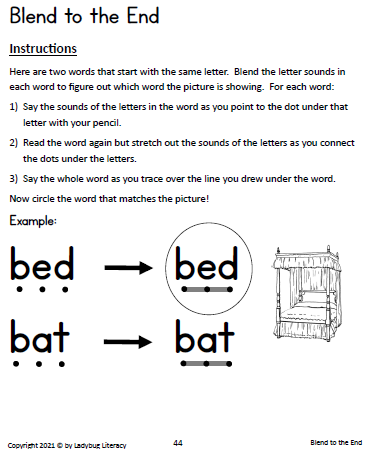 Blend to the End
Instructions
Here are two words that start with the same letter.  Blend the letter sounds in
each word to figure out which word the picture is showing.  For each word:
1) Say the sounds of the letters in the word as you point to the dot under that
letter with your pencil.
2) Read the word again but stretch out the sounds of the letters as you connect
the dots under the letters.
3) Say the whole word as you trace over the line you drew under the word.
Now circle the word that matches the picture!
Example:
bed → bed
bat → bat
Copyright 2021 © by Ladybug Literacy 44 Blend to the End